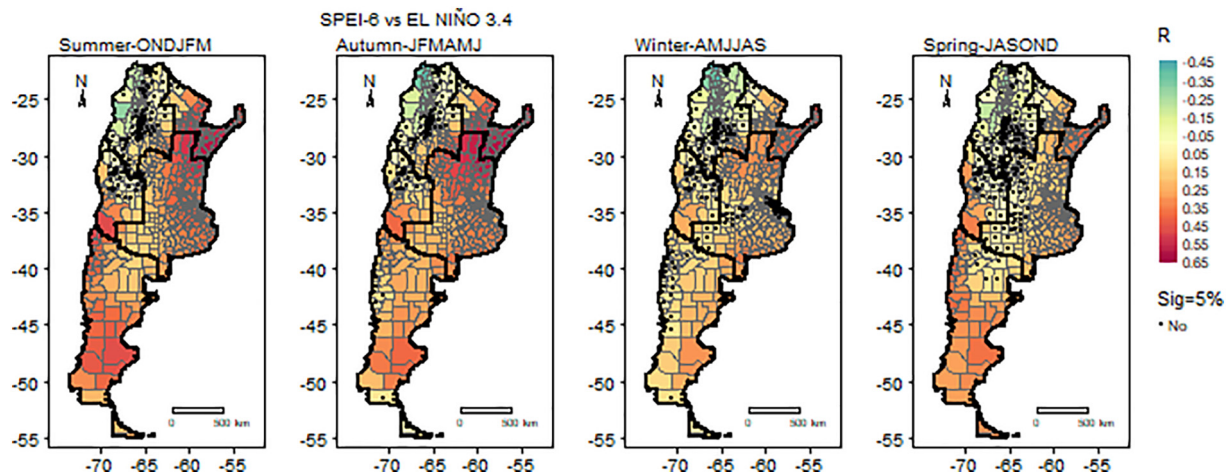 SPEI-6 vs EL NIÑO 3.4
Summer-ONDJFM
Autumn-JFMAMJ
Winter-AMJJAS
Spring-JASOND
R
N
N
N
N
-25
-30
-35
-40
-45
-50
-55
-25
-30
-35
-40
-45
-50
-55
-25
-30
-35
-40
-45
-50
-55
-25
-30
-35
-40
-45
-50
-55
-0.45
-0.35
-0.25
-0.15
-0.05
0.05
0.15
0.25
0.35
0.45
0.55
0.65
Sig=5%
• No
0 500 km
0 500 km
0 500 km
0 500 km
-70 -65 -60 -55
-70 -65 -60 -55
-70 -65 -60 -55
-70 -65 -60 -55